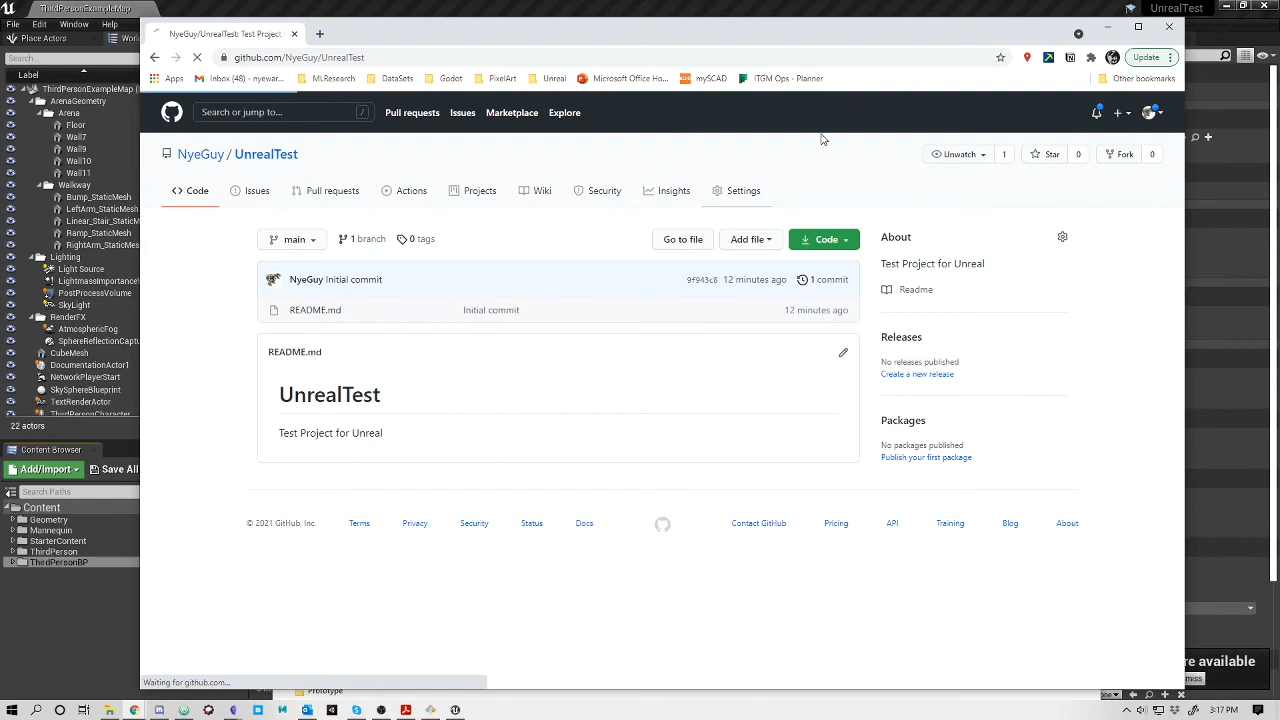 ThirdPersonExampleMap
UnrealTest
File
Edit
Win
Place Actors
Worl
Search...
Label
ThirdPersonExampleMap (
ArenaGeometry
Arena
Floor
Wall7
Wall9
Wall10
Wall11
Walkway
Bump_StaticMesh
LeftArm_StaticMesh
Linear_Stair_StaticM
Ramp_StaticMesh
RightArm_StaticMes
Lighting
Light Source
LightmassImportance
PostProcessVolume
SkyLight
RenderFX
AtmosphericFog
SphereReflectionCaptu
CubeMesh
DocumentationActor1
NetworkPlayerStart
SkySphereBlueprint
TextRenderActor
ThirdPersonCharacter
22 actors
Content Browser
Add/Import
Save All
Search Paths
Content
Geometry
Mannequin
StarterContent
ThirdPerson
ThirdPersonBP
NyeGuy/UnrealTest: Test Project
github.com/NyeGuy/UnrealTest
Update
Apps
Inbox (48) - nyewar...
MLResearch
DataSets
Godot
PixelArt
Unreal
Microsoft Office Ho...
mySCAD
ITGM Ops - Planner
Other bookmarks
Search or jump to...
/
Pull requests
Issues
Marketplace
Explore
NyeGuy / UnrealTest
Unwatch
1
Star
0
Fork
0
Code
Issues
Pull requests
Actions
Projects
Wiki
Security
Insights
Settings
main
1 branch
0 tags
Go to file
Add file
Code
NyeGuy Initial commit
9f943c8 12 minutes ago
1 commit
README.md
Initial commit
12 minutes ago
README.md
UnrealTest
Test Project for Unreal
About
Test Project for Unreal
Readme
Releases
No releases published
Create a new release
Packages
No packages published
Publish your first package
© 2021 GitHub, Inc.
Terms
Privacy
Security
Status
Docs
Contact GitHub
Pricing
API
Training
Blog
About
Waiting for github.com...
Prototype
re available
miss
3:17 PM